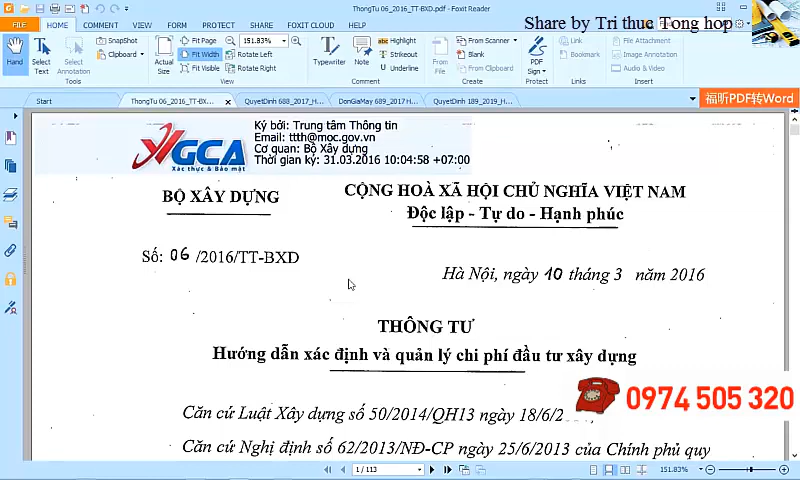 ThongTu 06_2016_TT-BXD.pdf - Foxit Reader
Share by Tri thuc Tong hop
FILE HOME COMMENT VIEW FORM PROTECT SHARE FOXIT CLOUD HELP
Hand
Select Text
Select Annotation
SnapShot
Clipboard
Actual Size
Fit Page
Fit Width
Fit Visible
151.83%
Rotate Left
Rotate Right
Typewriter
Note
Highlight
Strikeout
Underline
From File
From Scanner
Blank
From Clipboard
PDF Sign
Link
Bookmark
File Attachment
Image Annotation
Audio & Video
Tools View Comment Create Protection Links Insert
Start ThongTu 06_2016_TT-BX... QuyetDinh 688_2017_H... DonGiaMay 689_2017 H... QuyetDinh 189_2019_H... 福昕PDF转Word
VGCA
Xác thực & Bảo mật
Ký bởi: Trung tâm Thông tin
Email: ttth@moc.gov.vn
Cơ quan: Bộ Xây dựng
Thời gian ký: 31.03.2016 10:04:58 +07:00
BỘ XÂY DỰNG
CỘNG HOÀ XÃ HỘI CHỦ NGHĨA VIỆT NAM
Độc lập - Tự do - Hạnh phúc
Số: 06 /2016/TT-BXD
Hà Nội, ngày 10 tháng 3 năm 2016
THÔNG TƯ
Hướng dẫn xác định và quản lý chi phí đầu tư xây dựng
0974 505 320
Căn cứ Luật Xây dựng số 50/2014/QH13 ngày 18/6/2
Căn cứ Nghị định số 62/2013/NĐ-CP ngày 25/6/2013 của Chính phủ quy
1 / 113
151.83%